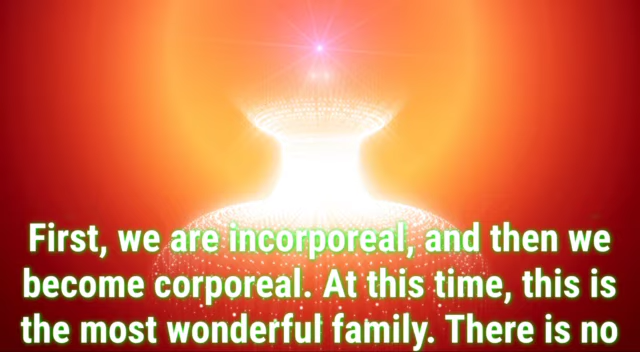 First, we are incorporeal, and then we
become corporeal. At this time, this is
the most wonderful family. There is no